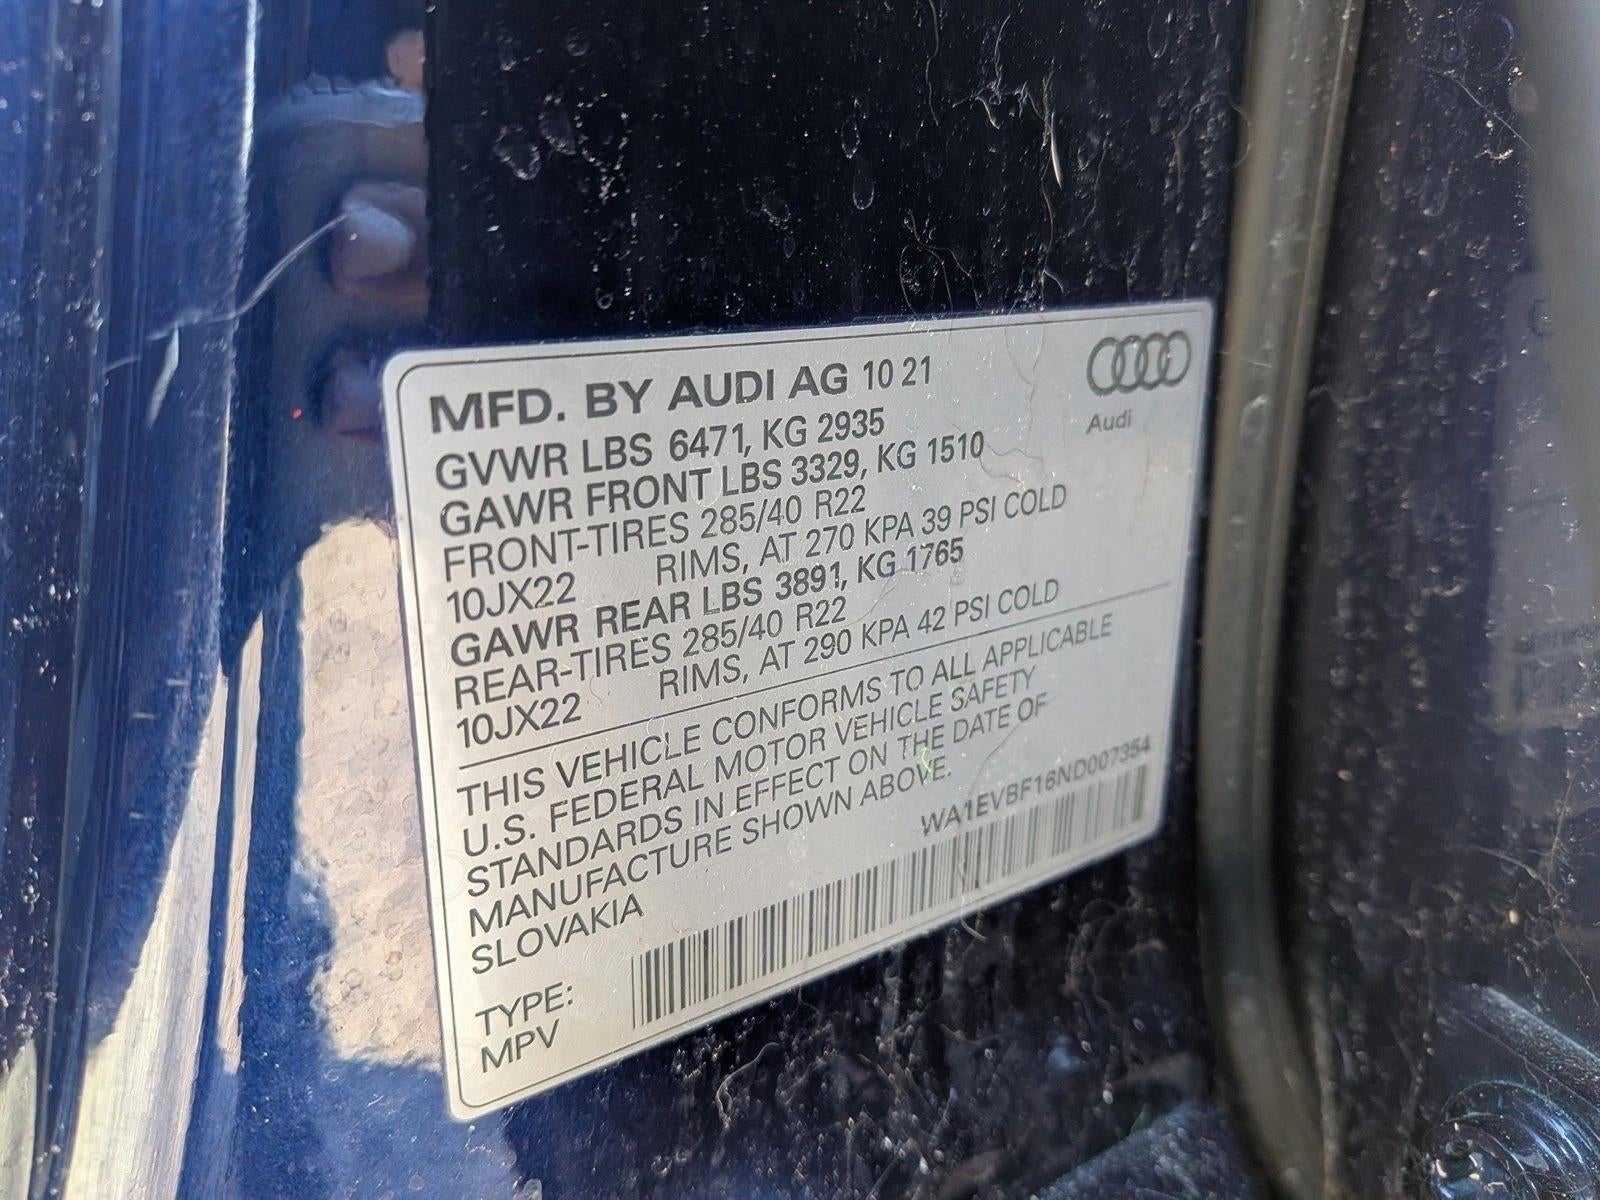 MFD. BY AUDI AG 10 21
GVWR LBS 6471, KG 2935
GAWR FRONT LBS 3329, KG 1510
FRONT-TIRES 285/40 R22
10JX22 RIMS, AT 270 KPA 39 PSI COLD
GAWR REAR LBS 3891, KG 1765
REAR-TIRES 285/40 R22
10JX22 RIMS, AT 290 KPA 42 PSI COLD
Audi
THIS VEHICLE CONFORMS TO ALL APPLICABLE
U.S. FEDERAL MOTOR VEHICLE SAFETY
STANDARDS IN EFFECT ON THE DATE OF
MANUFACTURE SHOWN ABOVE.
SLOVAKIA
WA1EVBF16ND007354
TYPE:
MPV